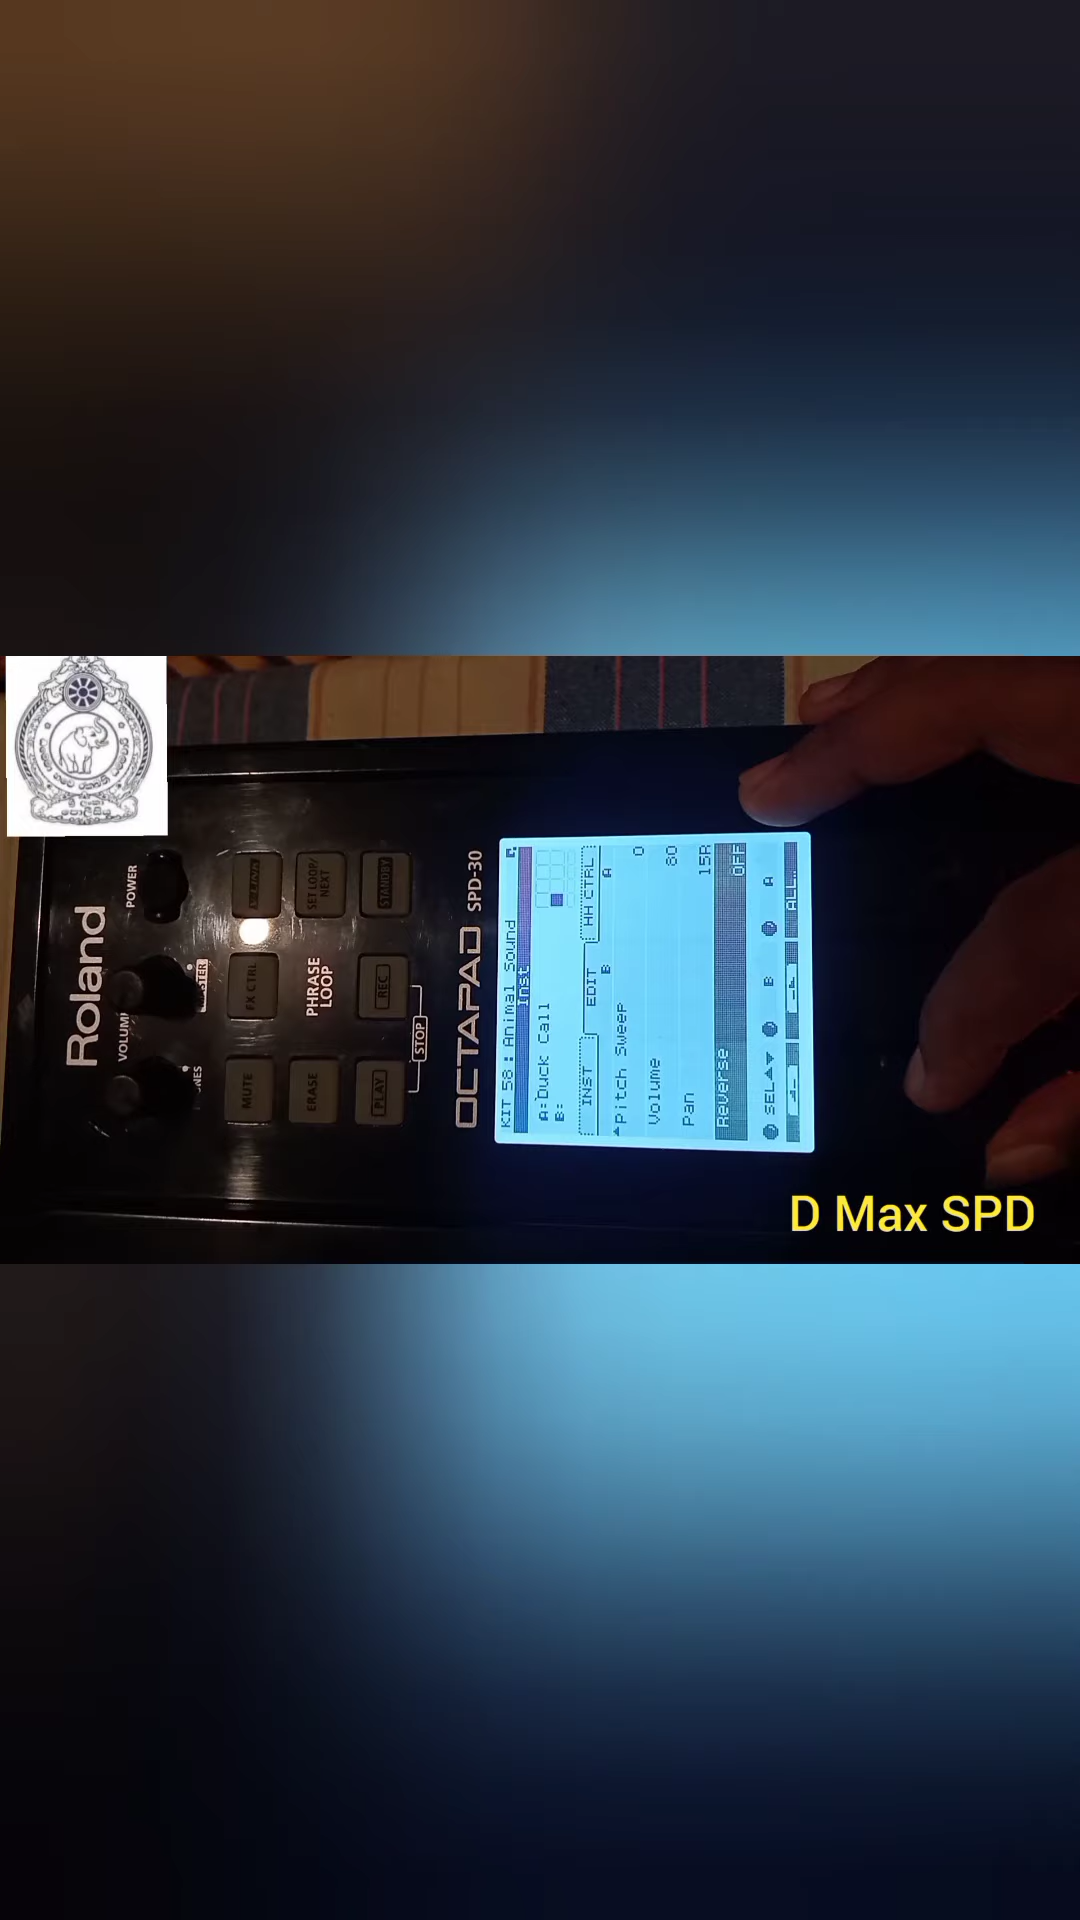 Roland
POWER
VOLUME
MASTER
FX CTRL
SET LOOP/
NEXT
STANDBY
MUTE
ERASE
PHRASE
LOOP
REC
PLAY
STOP
OCTAPAD SPD-30
KIT 58: Animal Sound
Inst
A:Duck Call
B:
INST EDIT HH CTRL
B A
Pitch Sweep 0
Volume 80
Pan 15R
Reverse OFF
SEL B A
ALL..
D Max SPD